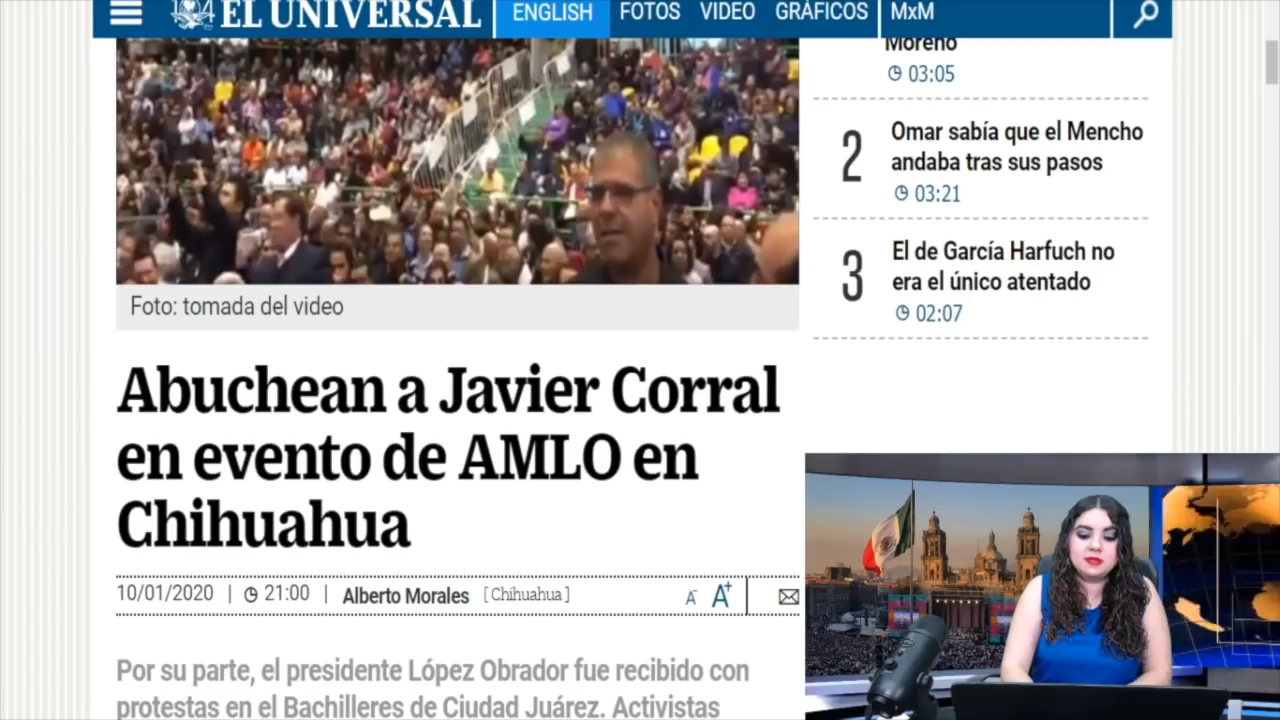 EL UNIVERSAL
ENGLISH
FOTOS
VIDEO
GRÁFICOS
MxM
Moreno
03:05
2
Omar sabía que el Mencho
andaba tras sus pasos
03:21
3
El de García Harfuch no
era el único atentado
02:07
Foto: tomada del video
Abuchean a Javier Corral
en evento de AMLO en
Chihuahua
10/01/2020 | 21:00 | Alberto Morales [ Chihuahua ]
A- A+
Por su parte, el presidente López Obrador fue recibido con
protestas en el Bachilleres de Ciudad Juárez. Activistas